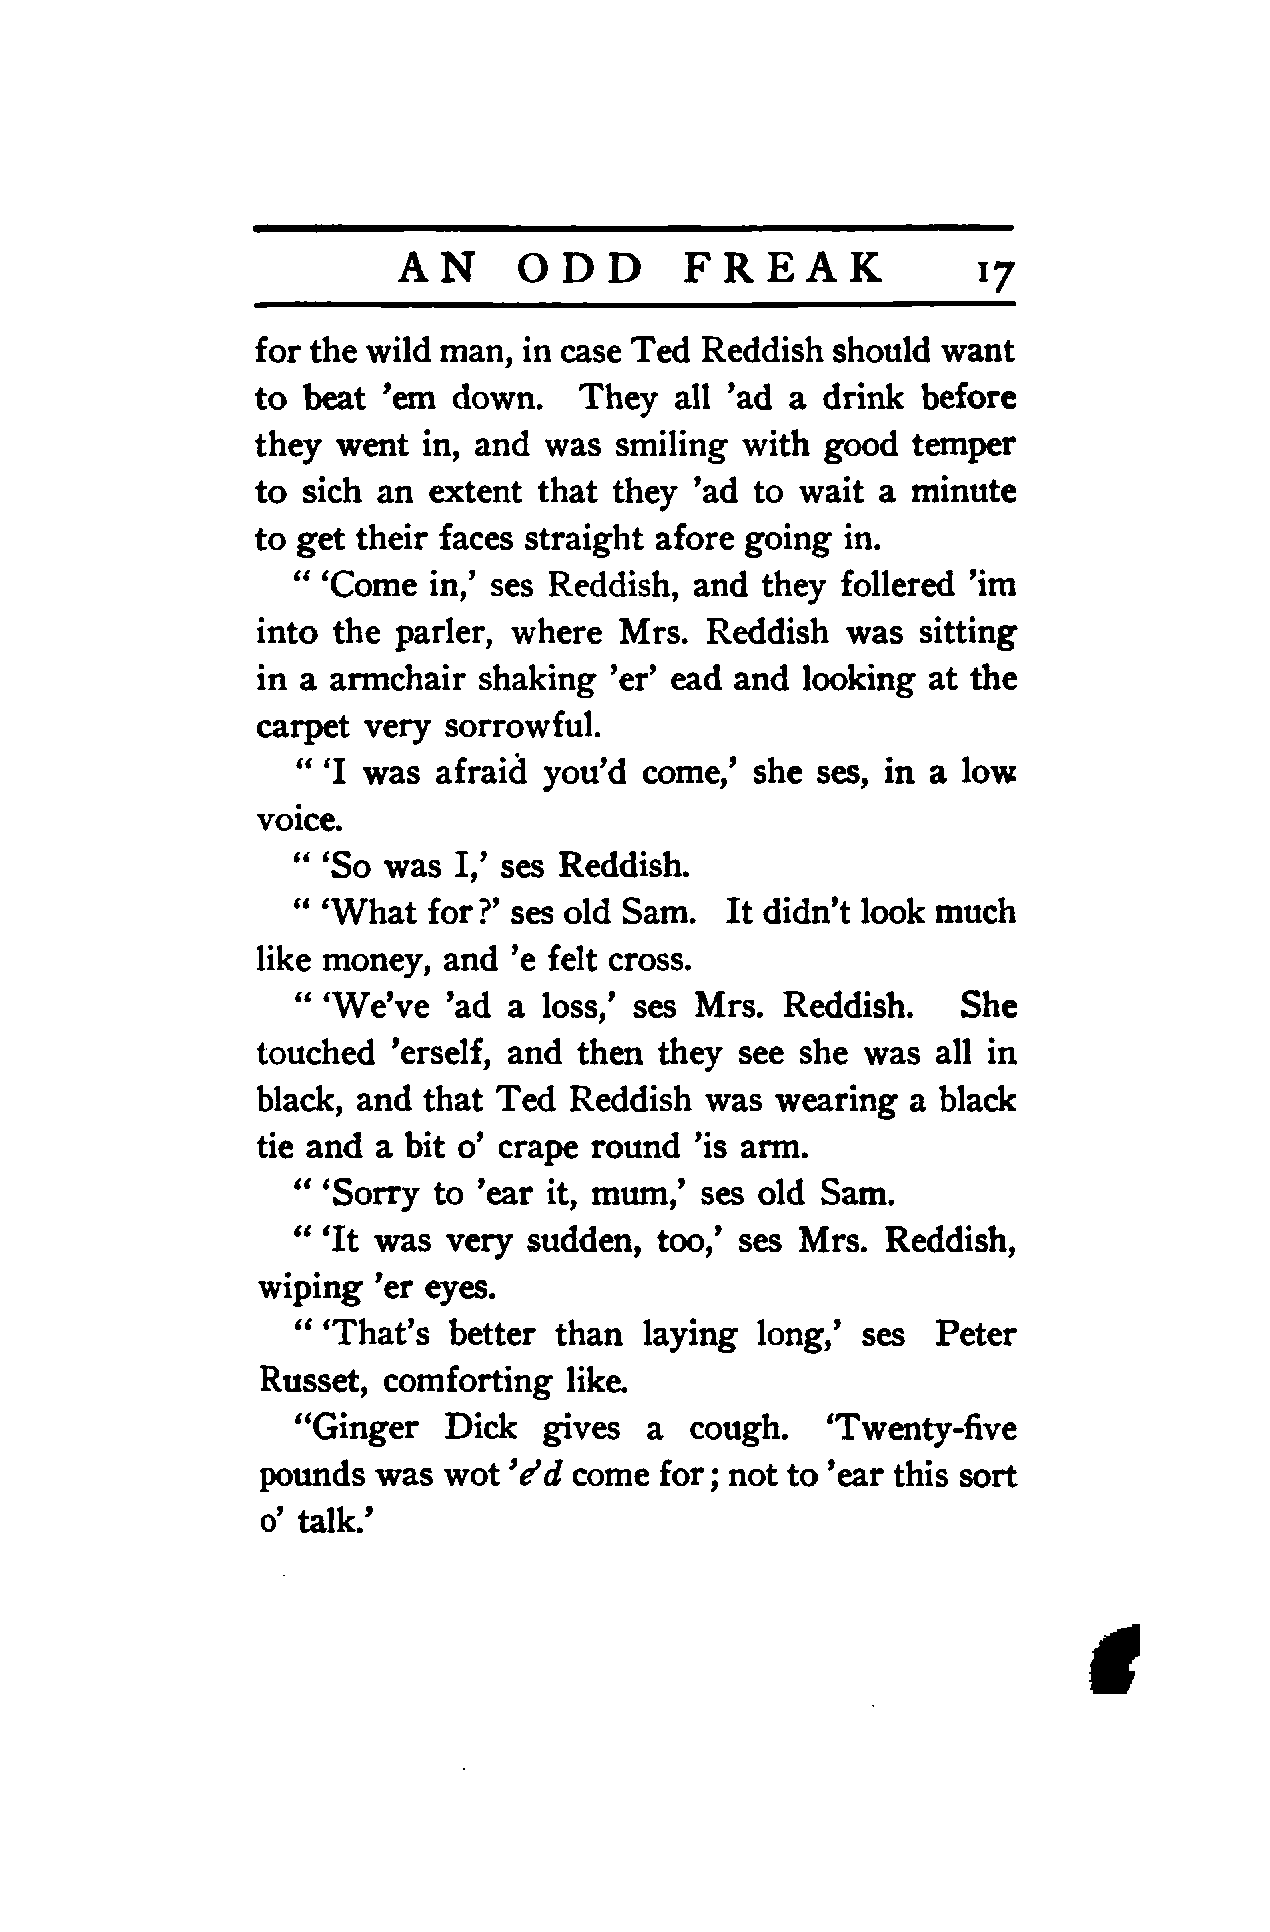 AN ODD FREAK 17
for the wild man, in case Ted Reddish should want
to beat ’em down. They all ’ad a drink before
they went in, and was smiling with good temper
to sich an extent that they ’ad to wait a minute
to get their faces straight afore going in.
“ ‘Come in,’ ses Reddish, and they follered ’im
into the parler, where Mrs. Reddish was sitting
in a armchair shaking ’er’ ead and looking at the
carpet very sorrowful.
“ ‘I was afraid you’d come,’ she ses, in a low
voice.
“ ‘So was I,’ ses Reddish.
“ ‘What for?’ ses old Sam. It didn’t look much
like money, and ’e felt cross.
“ ‘We’ve ’ad a loss,’ ses Mrs. Reddish. She
touched ’erself, and then they see she was all in
black, and that Ted Reddish was wearing a black
tie and a bit o’ crape round ’is arm.
“ ‘Sorry to ’ear it, mum,’ ses old Sam.
“ ‘It was very sudden, too,’ ses Mrs. Reddish,
wiping ’er eyes.
“ ‘That’s better than laying long,’ ses Peter
Russet, comforting like.
“Ginger Dick gives a cough. ‘Twenty-five
pounds was wot ’e’d come for; not to ’ear this sort
o’ talk.’